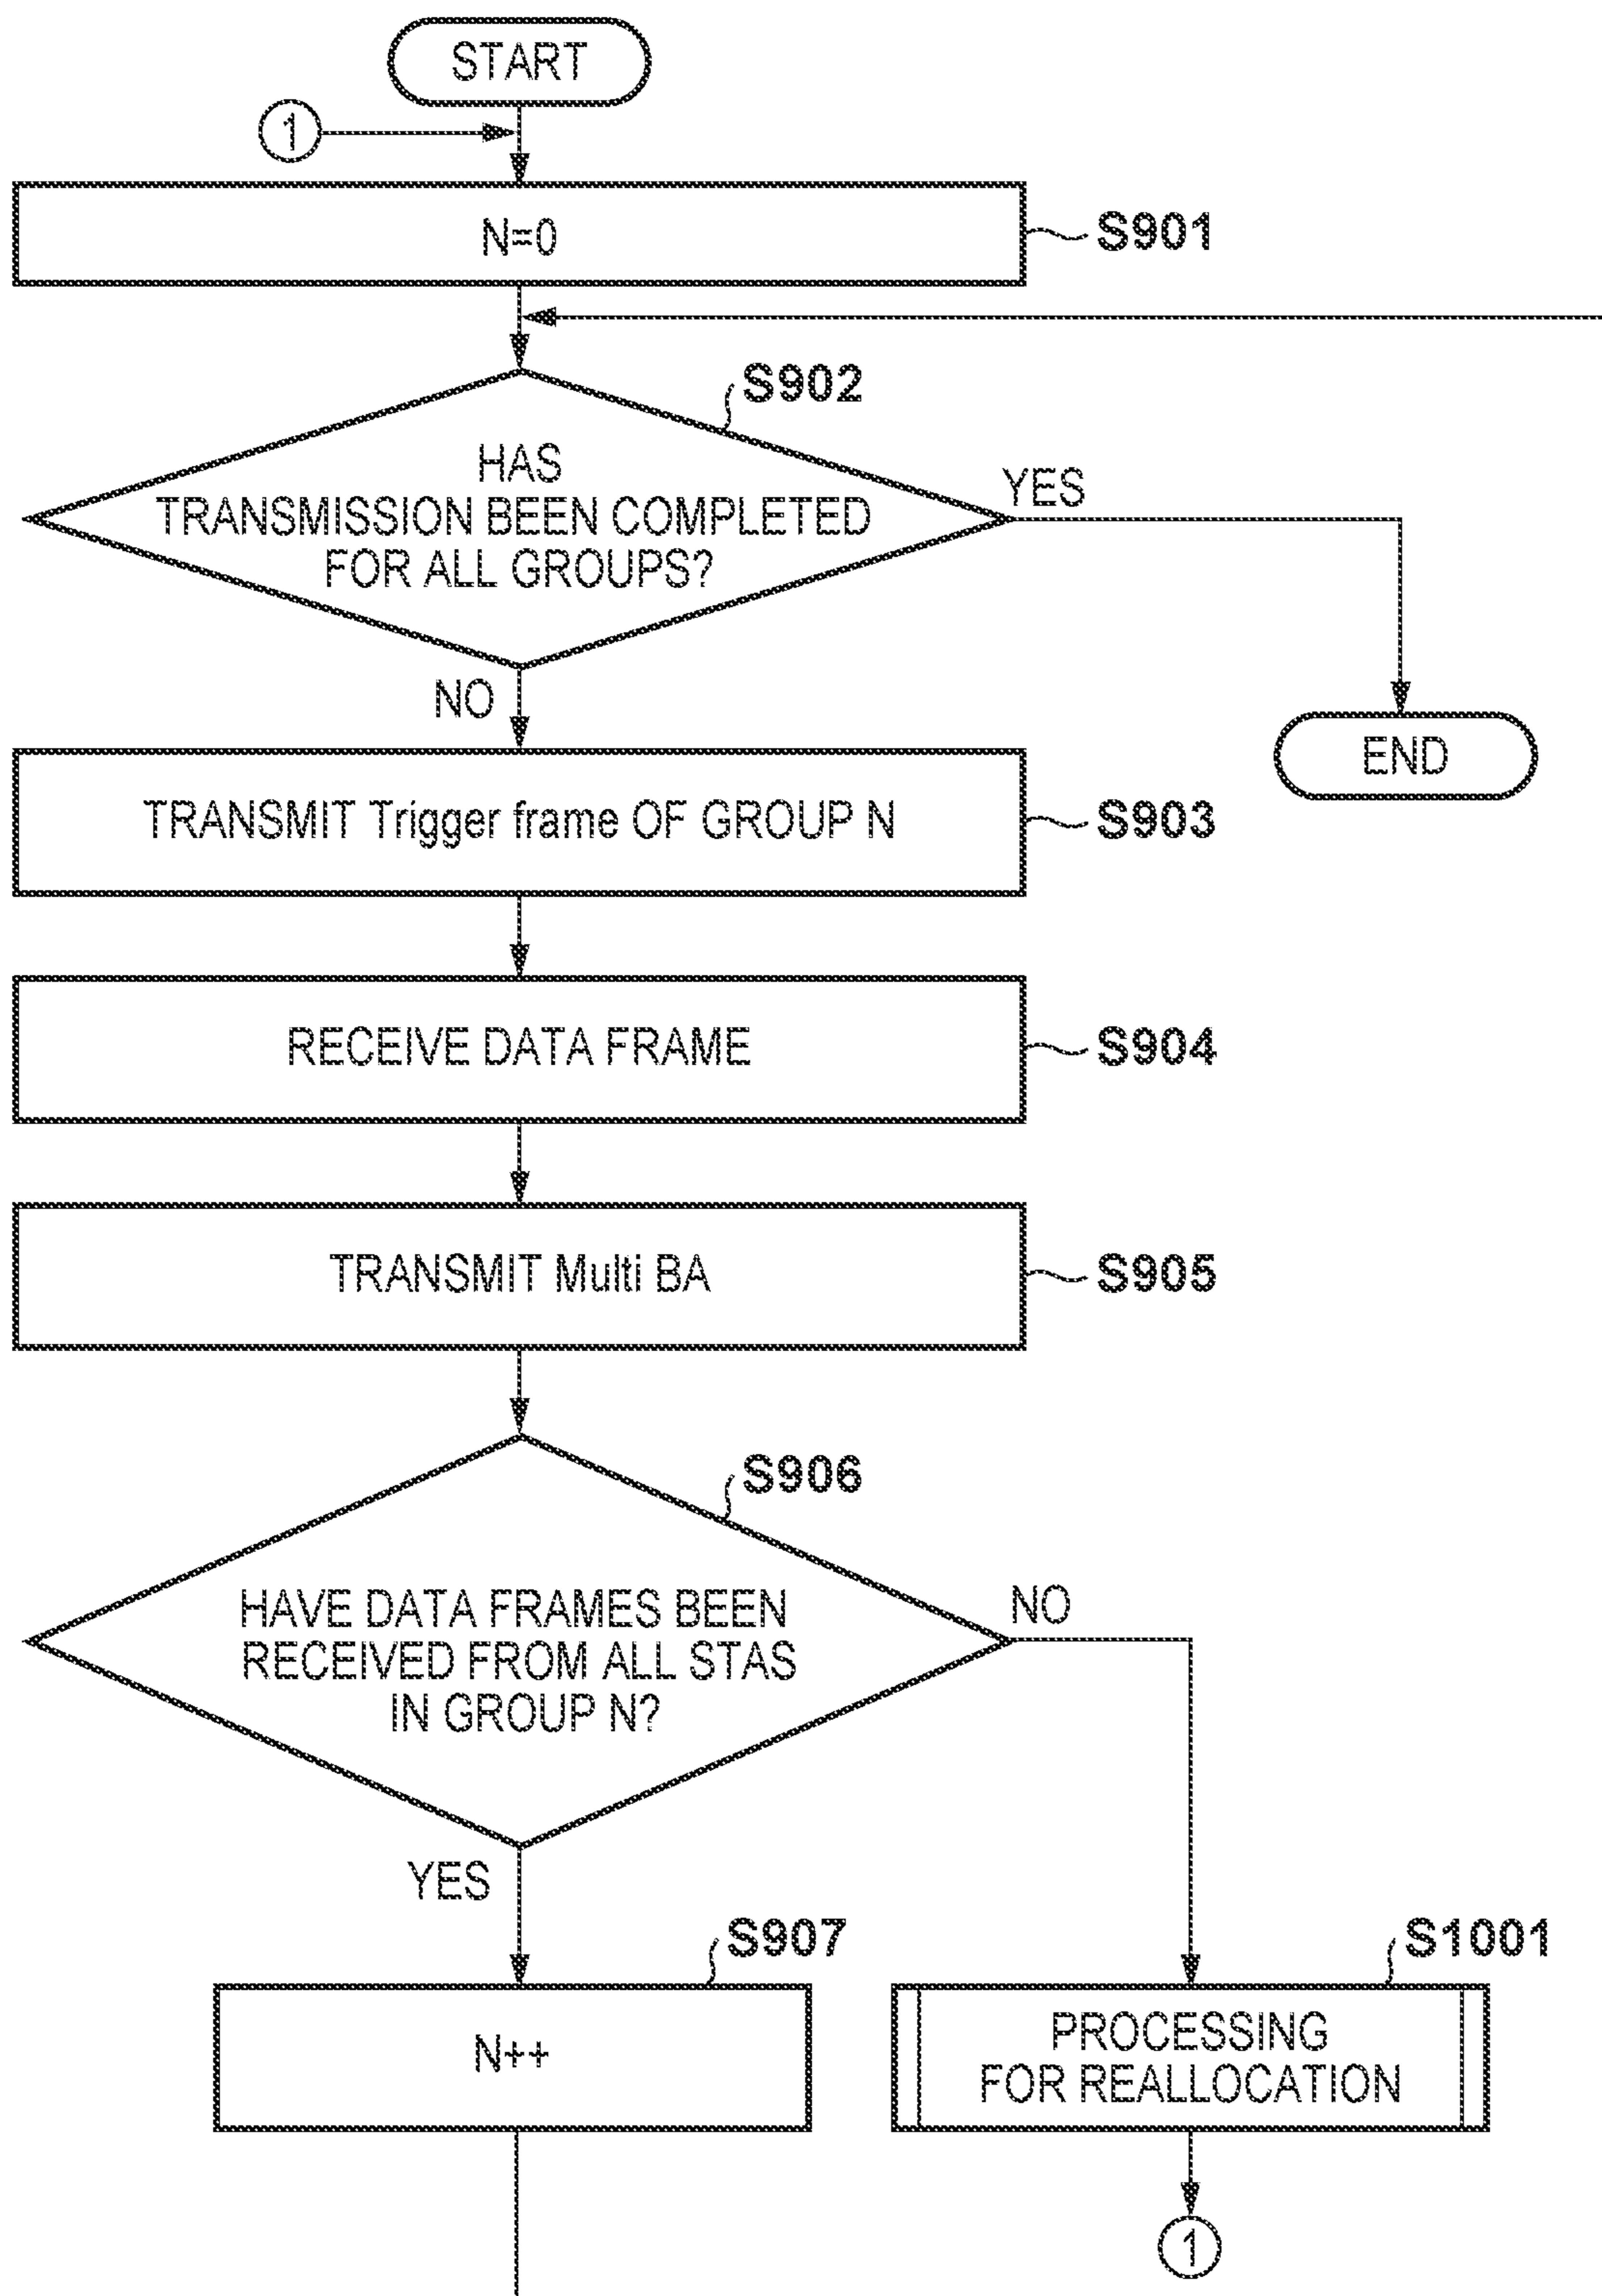 START
1
N=0
S901
S902
HAS
TRANSMISSION BEEN COMPLETED
FOR ALL GROUPS?
YES
NO
END
TRANSMIT Trigger frame OF GROUP N
S903
RECEIVE DATA FRAME
S904
TRANSMIT Multi BA
S905
S906
HAVE DATA FRAMES BEEN
RECEIVED FROM ALL STAS
IN GROUP N?
NO
YES
S907
N++
S1001
PROCESSING
FOR REALLOCATION
1